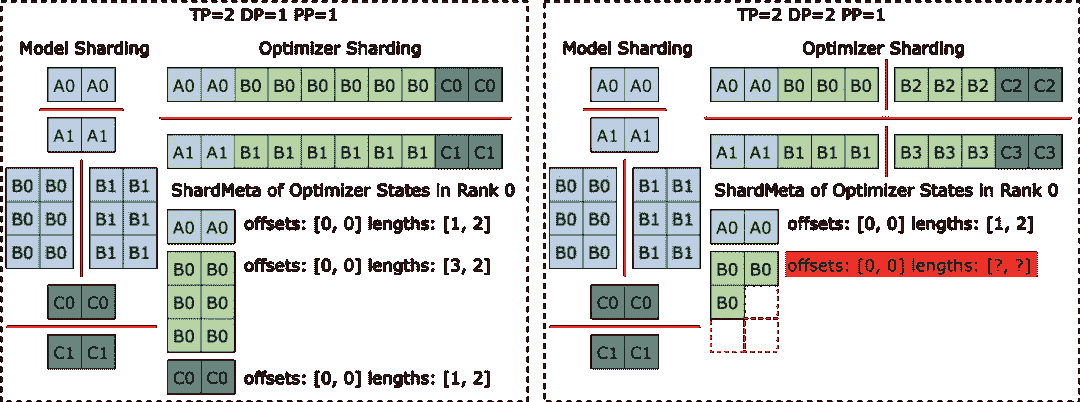 TP=2 DP=1 PP=1
Model Sharding
Optimizer Sharding
A0 A0
A0 A0 B0 B0 B0 B0 B0 B0 C0 C0
A1 A1
A1 A1 B1 B1 B1 B1 B1 B1 C1 C1
B0 B0 B1 B1
B0 B0 B1 B1
B0 B0 B1 B1
C0 C0
C1 C1
ShardMeta of Optimizer States in Rank 0
A0 A0 offsets: [0, 0] lengths: [1, 2]
B0 B0 offsets: [0, 0] lengths: [3, 2]
B0 B0
B0 B0
C0 C0 offsets: [0, 0] lengths: [1, 2]
TP=2 DP=2 PP=1
Model Sharding
Optimizer Sharding
A0 A0
A0 A0 B0 B0 B0 B2 B2 B2 C2 C2
A1 A1
A1 A1 B1 B1 B1 B3 B3 B3 C3 C3
B0 B0 B1 B1
B0 B0 B1 B1
B0 B0 B1 B1
C0 C0
C1 C1
ShardMeta of Optimizer States in Rank 0
A0 A0 offsets: [0, 0] lengths: [1, 2]
B0 B0 offsets: [0, 0] lengths: [?, ?]
B0